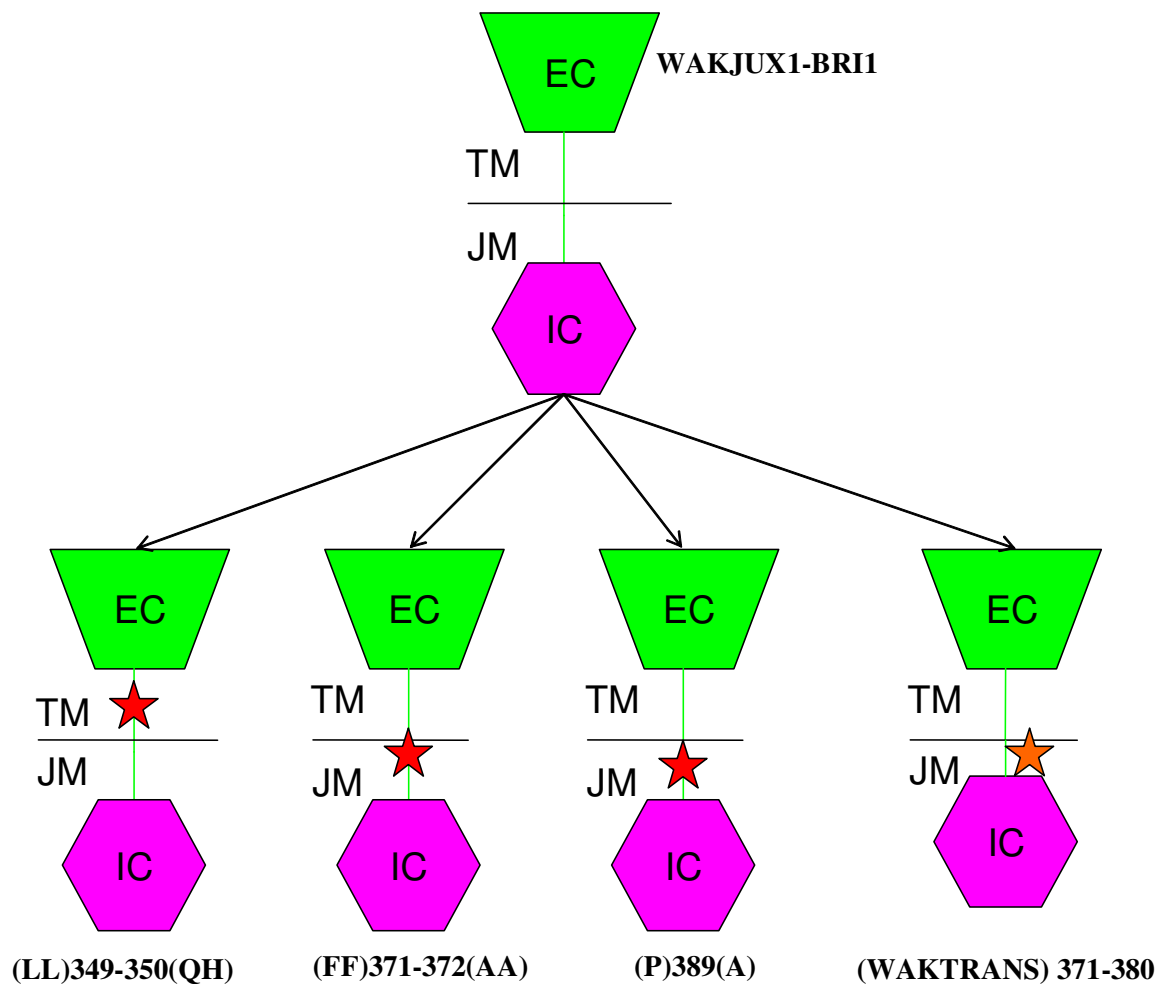 EC
WAKJUX1-BRI1
TM
JM
IC
EC
EC
EC
EC
TM
TM
TM
TM
JM
JM
JM
JM
IC
IC
IC
IC
(LL)349-350(QH)
(FF)371-372(AA)
(P)389(A)
(WAKTRANS) 371-380